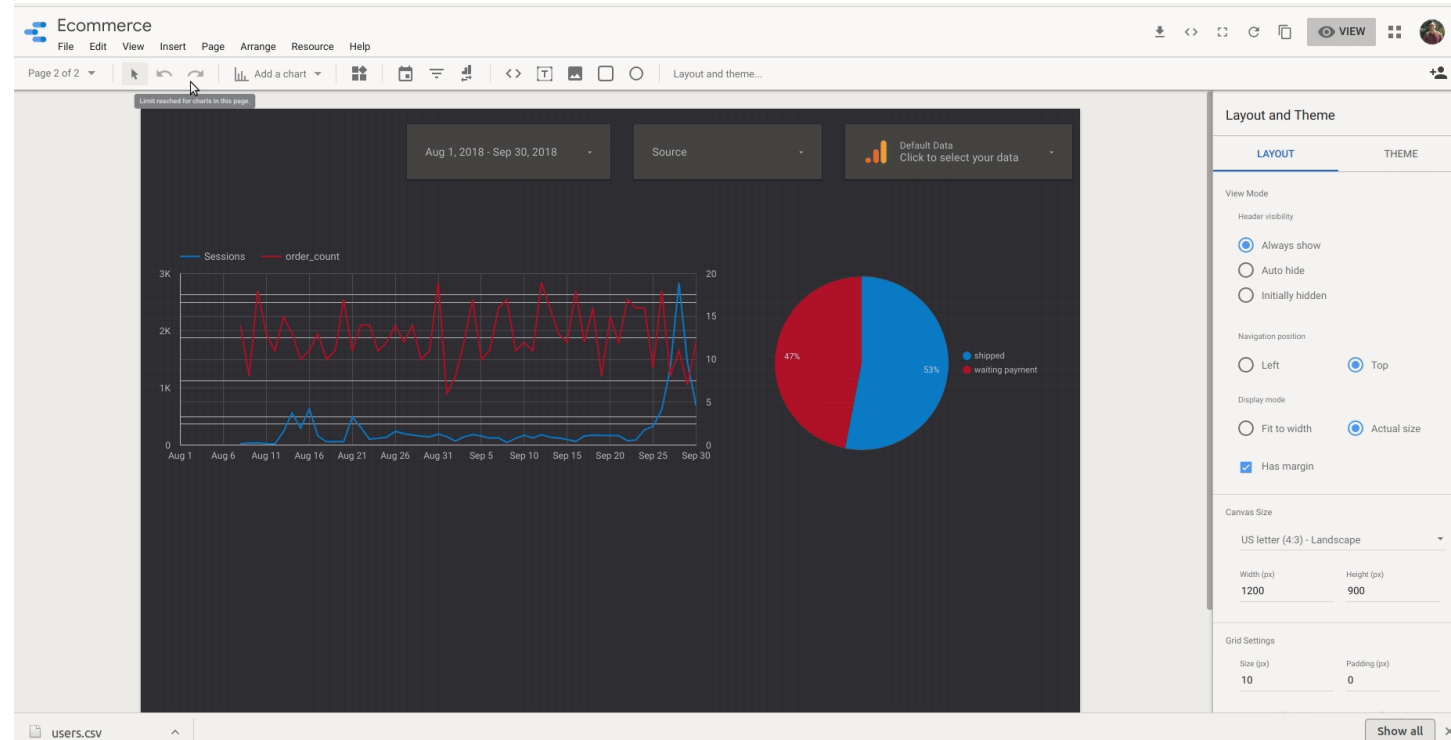 Ecommerce
File Edit View Insert Page Arrange Resource Help
VIEW
Page 2 of 2
Add a chart
Layout and theme...
Limit reached for charts in this page.
Aug 1, 2018 - Sep 30, 2018
Source
Default Data
Click to select your data
Sessions order_count
3K
2K
1K
0
20
15
10
5
0
Aug 1 Aug 6 Aug 11 Aug 16 Aug 21 Aug 26 Aug 31 Sep 5 Sep 10 Sep 15 Sep 20 Sep 25 Sep 30
47%
53%
shipped
waiting payment
Layout and Theme
LAYOUT THEME
View Mode
Header visibility
Always show
Auto hide
Initially hidden
Navigation position
Left Top
Display mode
Fit to width Actual size
Has margin
Canvas Size
US letter (4:3) - Landscape
Width (px) Height (px)
1200 900
Grid Settings
Size (px) Padding (px)
10 0
users.csv
Show all